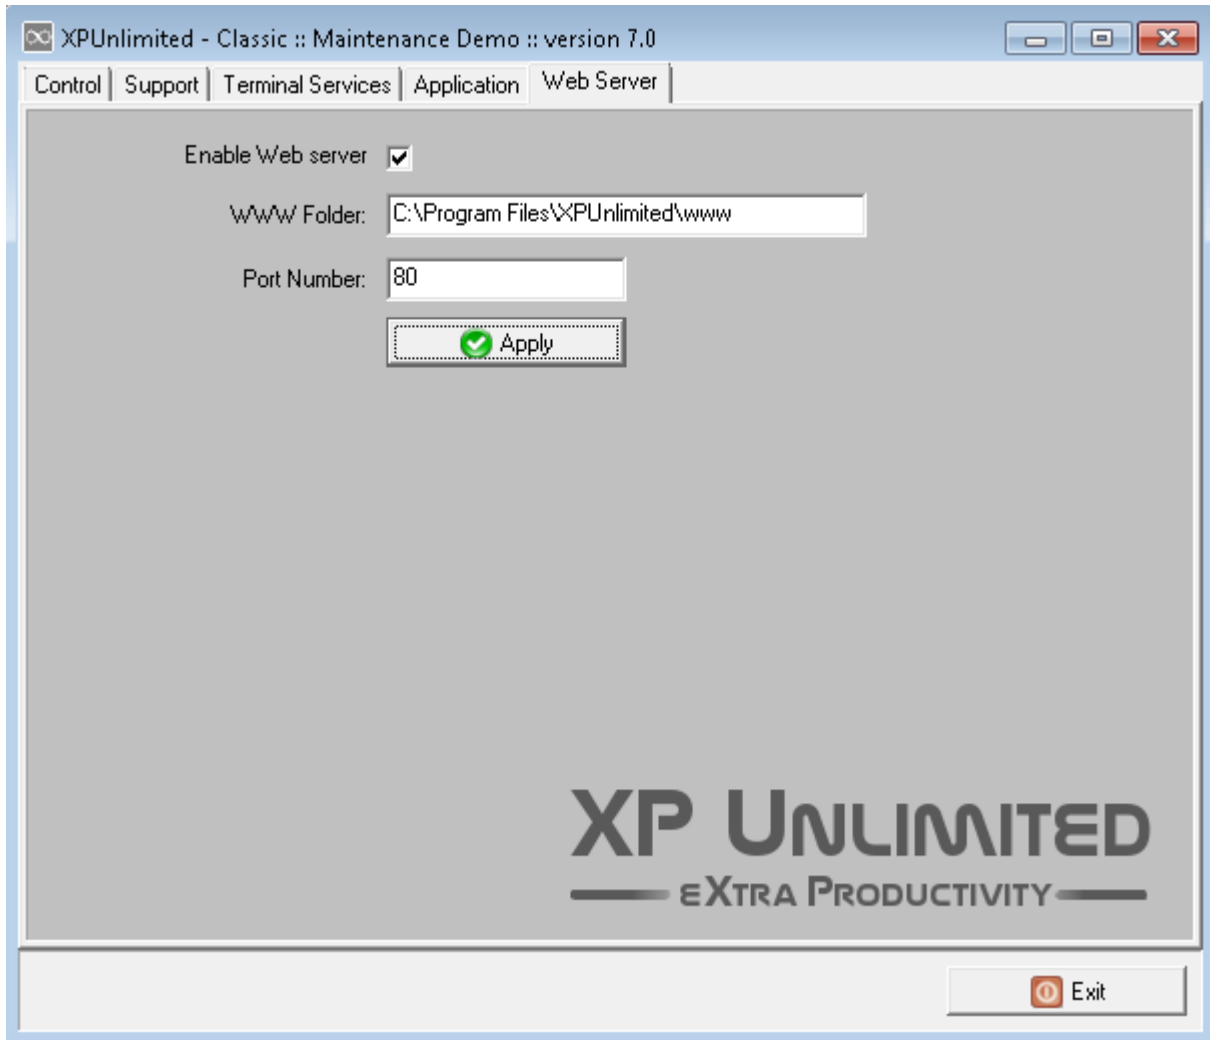 XPUnlimited - Classic :: Maintenance Demo :: version 7.0
Control Support Terminal Services Application Web Server
Enable Web server
WWW Folder: C:\Program Files\XPUnlimited\www
Port Number: 80
Apply
XP UNLIMITED
EXTRA PRODUCTIVITY
Exit